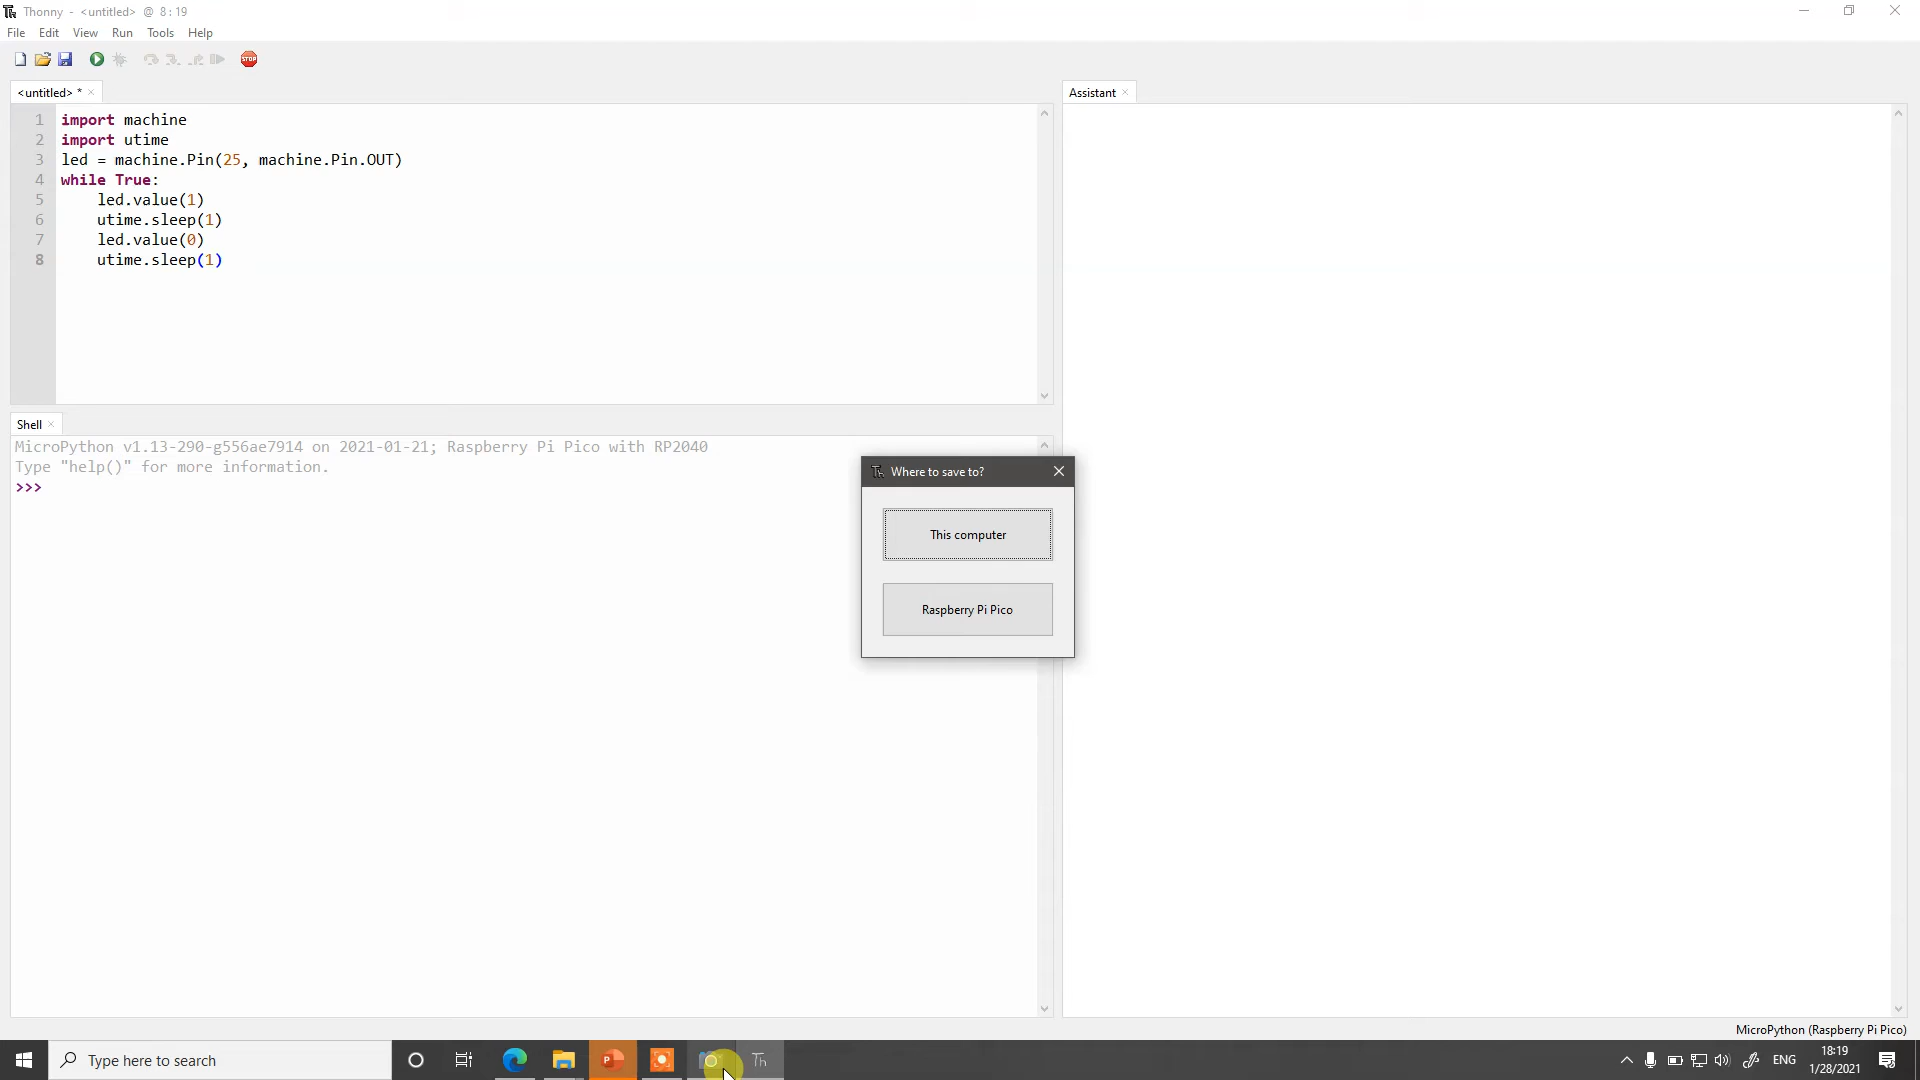 Thonny - <untitled> @ 8:19
File Edit View Run Tools Help
STOP
<untitled> *
1 import machine
2 import utime
3 led = machine.Pin(25, machine.Pin.OUT)
4 while True:
5 led.value(1)
6 utime.sleep(1)
7 led.value(0)
8 utime.sleep(1)
Assistant
Shell
MicroPython v1.13-290-g556ae7914 on 2021-01-21; Raspberry Pi Pico with RP2040
Type "help()" for more information.
>>>
Where to save to?
This computer
Raspberry Pi Pico
MicroPython (Raspberry Pi Pico)
Type here to search
P
Th
ENG
18:19
1/28/2021